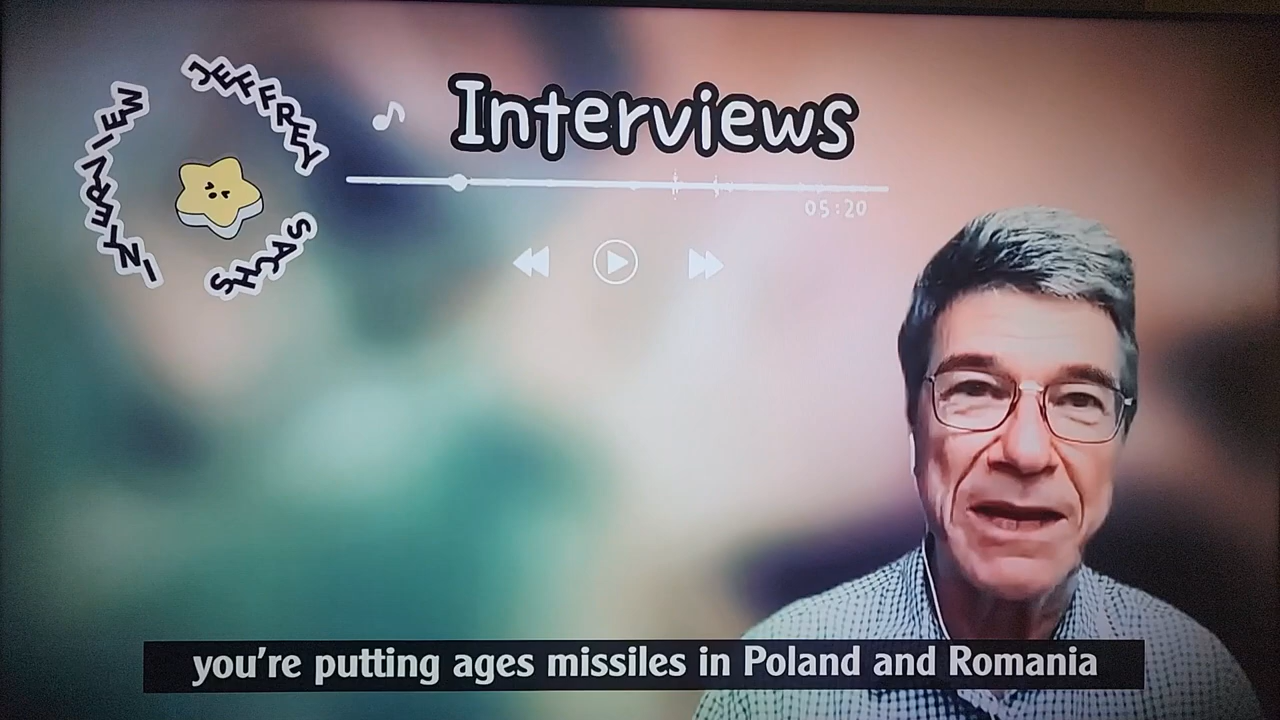 JEFFREY
SACHS
INTERVIEW
Interviews
05:20
you're putting ages missiles in Poland and Romania